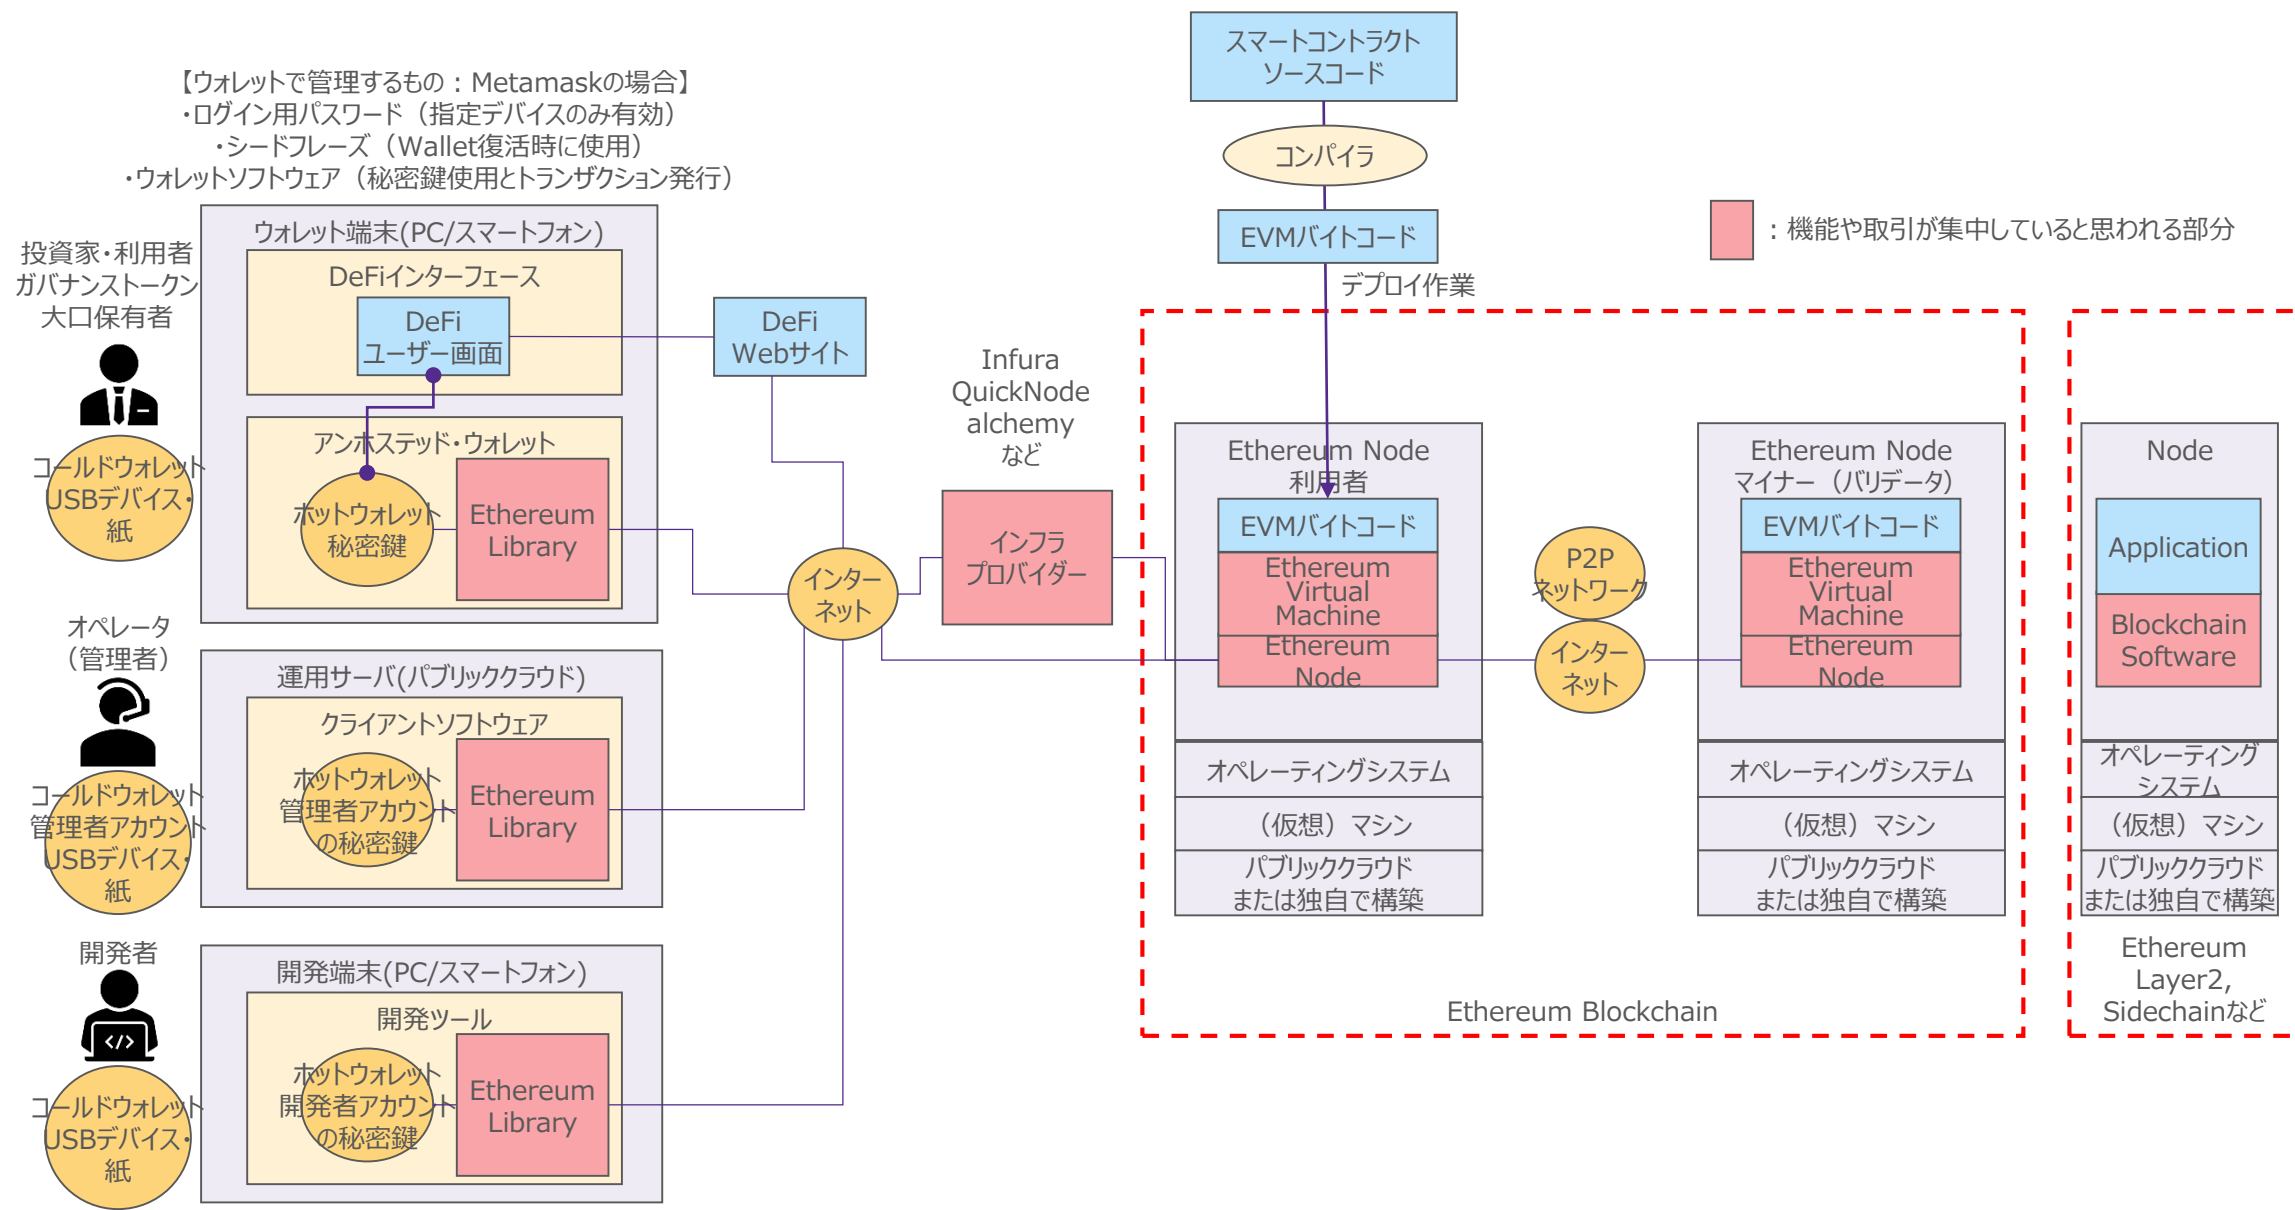 スマートコントラクト
ソースコード
コンパイラ
EVMバイトコード
デプロイ作業
：機能や取引が集中していると思われる部分
【ウォレットで管理するもの：Metamaskの場合】
・ログイン用パスワード（指定デバイスのみ有効）
・シードフレーズ（Wallet復活時に使用）
・ウォレットソフトウェア（秘密鍵使用とトランザクション発行）
投資家・利用者
ガバナンストークン
大口保有者
コールドウォレット
USBデバイス・
紙
ウォレット端末(PC/スマートフォン)
DeFiインターフェース
DeFi
ユーザー画面
アンホステッド・ウォレット
ホットウォレット
秘密鍵
Ethereum
Library
DeFi
Webサイト
オペレータ
（管理者）
コールドウォレット
管理者アカウント
USBデバイス・
紙
運用サーバ(パブリッククラウド)
クライアントソフトウェア
ホットウォレット
管理者アカウント
の秘密鍵
Ethereum
Library
開発者
コールドウォレット
USBデバイス・
紙
開発端末(PC/スマートフォン)
開発ツール
ホットウォレット
開発者アカウント
の秘密鍵
Ethereum
Library
インター
ネット
Infura
QuickNode
alchemy
など
インフラ
プロバイダー
Ethereum Node
利用者
EVMバイトコード
Ethereum
Virtual
Machine
Ethereum
Node
オペレーティングシステム
（仮想）マシン
パブリッククラウド
または独自で構築
P2P
ネットワーク
インター
ネット
Ethereum Node
マイナー（バリデータ）
EVMバイトコード
Ethereum
Virtual
Machine
Ethereum
Node
オペレーティングシステム
（仮想）マシン
パブリッククラウド
または独自で構築
Ethereum Blockchain
Node
Application
Blockchain
Software
オペレーティング
システム
（仮想）マシン
パブリッククラウド
または独自で構築
Ethereum
Layer2,
Sidechainなど